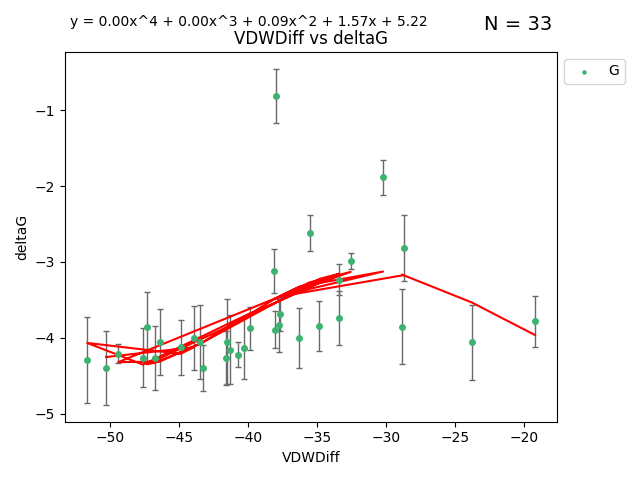 y = 0.00x^4 + 0.00x^3 + 0.09x^2 + 1.57x + 5.22
N = 33
VDWDiff vs deltaG
G
deltaG
−1
−2
−3
−4
−5
−50 −45 −40 −35 −30 −25 −20
VDWDiff